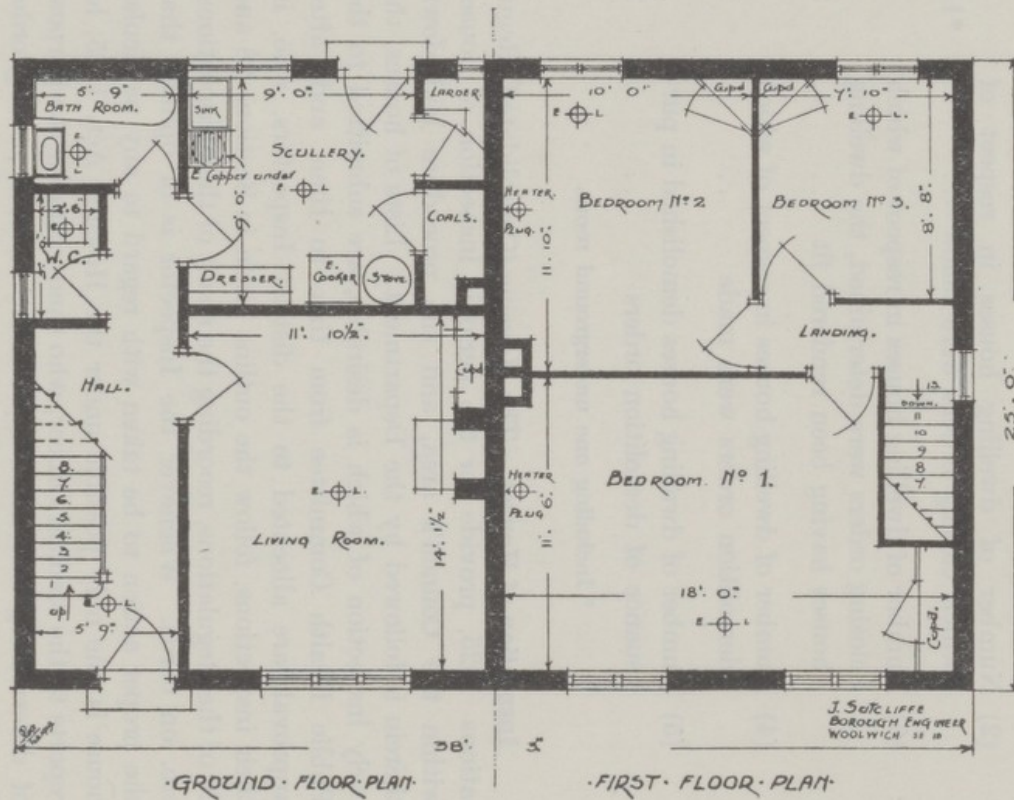 5'. 9"
BATH ROOM.
E L
9'. 0"
SINK
SCULLERY.
E Copper under
E L
9'. 0"
LARDER
COALS.
2'. 6"
E L
W. C.
DRESSER.
E. COOKER
STOVE
11'. 10½"
Cupd
HALL.
8.
7.
6.
5.
4.
3.
2
1
UP
E L
5' 9"
E L
LIVING ROOM.
14'. 1½"
10' 0"
E L
Cupd
Cupd
7'. 10"
E L
HEATER.
PLUG.
BEDROOM Nº 2
BEDROOM Nº 3.
11'. 10"
8'. 8"
LANDING.
13.
DOWN.
11
10
9
8
7.
BEDROOM. Nº 1.
HEATER
PLUG
11'. 6"
18'. 0"
E L
Cupd.
25'. 0"
J. SUTCLIFFE
BOROUGH ENGINEER
WOOLWICH SE 18
38'. 3"
·GROUND·FLOOR·PLAN·
·FIRST·FLOOR·PLAN·